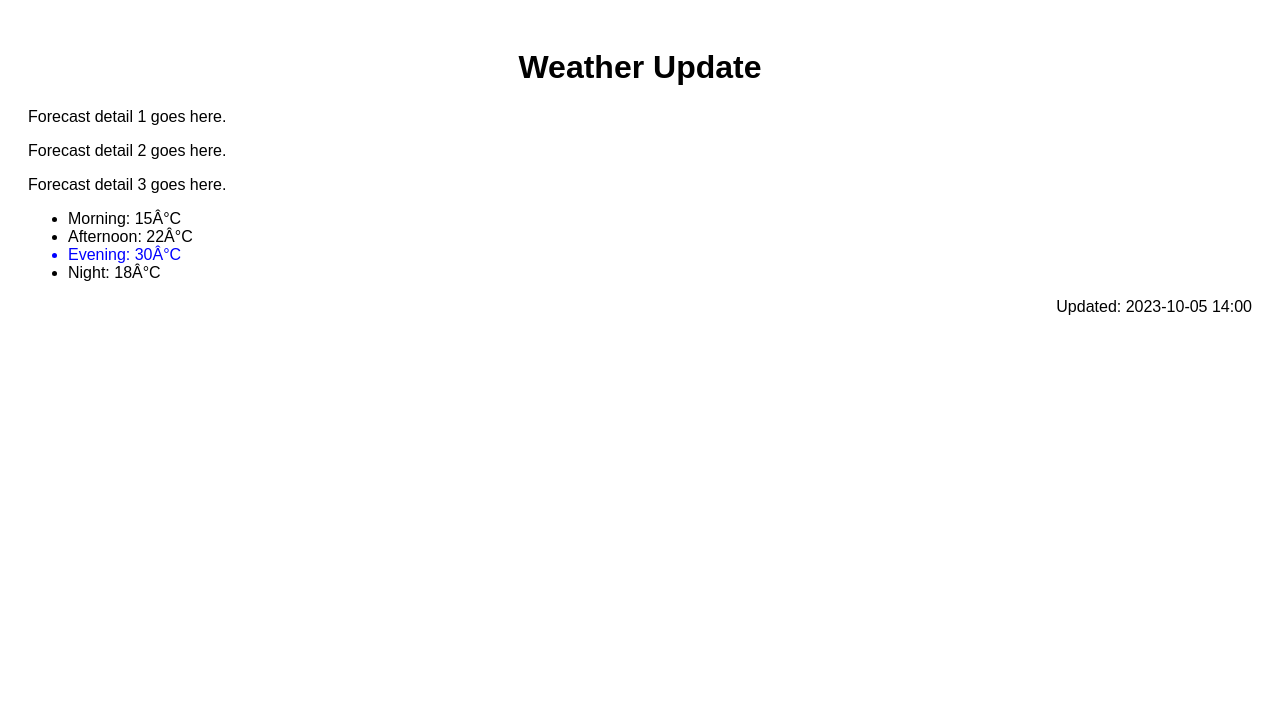 Weather Update
Forecast detail 1 goes here.
Forecast detail 2 goes here.
Forecast detail 3 goes here.
Morning: 15Â°C
Afternoon: 22Â°C
Evening: 30Â°C
Night: 18Â°C
Updated: 2023-10-05 14:00